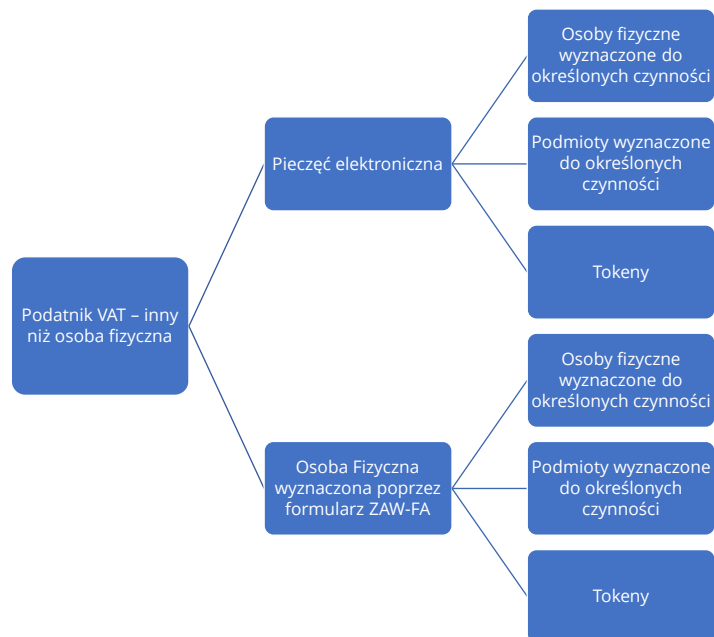 Osoby fizyczne
wyznaczone do
określonych czynności
Pieczęć elektroniczna
Podmioty wyznaczone
do określonych
czynności
Tokeny
Podatnik VAT – inny
niż osoba fizyczna
Osoby fizyczne
wyznaczone do
określonych czynności
Osoba Fizyczna
wyznaczona poprzez
formularz ZAW-FA
Podmioty wyznaczone
do określonych
czynności
Tokeny